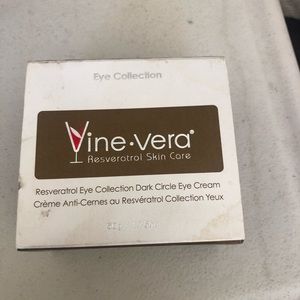 Eye Collection
Vine·vera®
Resveratrol Skin Care
Resveratrol Eye Collection Dark Circle Eye Cream
Crème Anti-Cernes au Resvératrol Collection Yeux